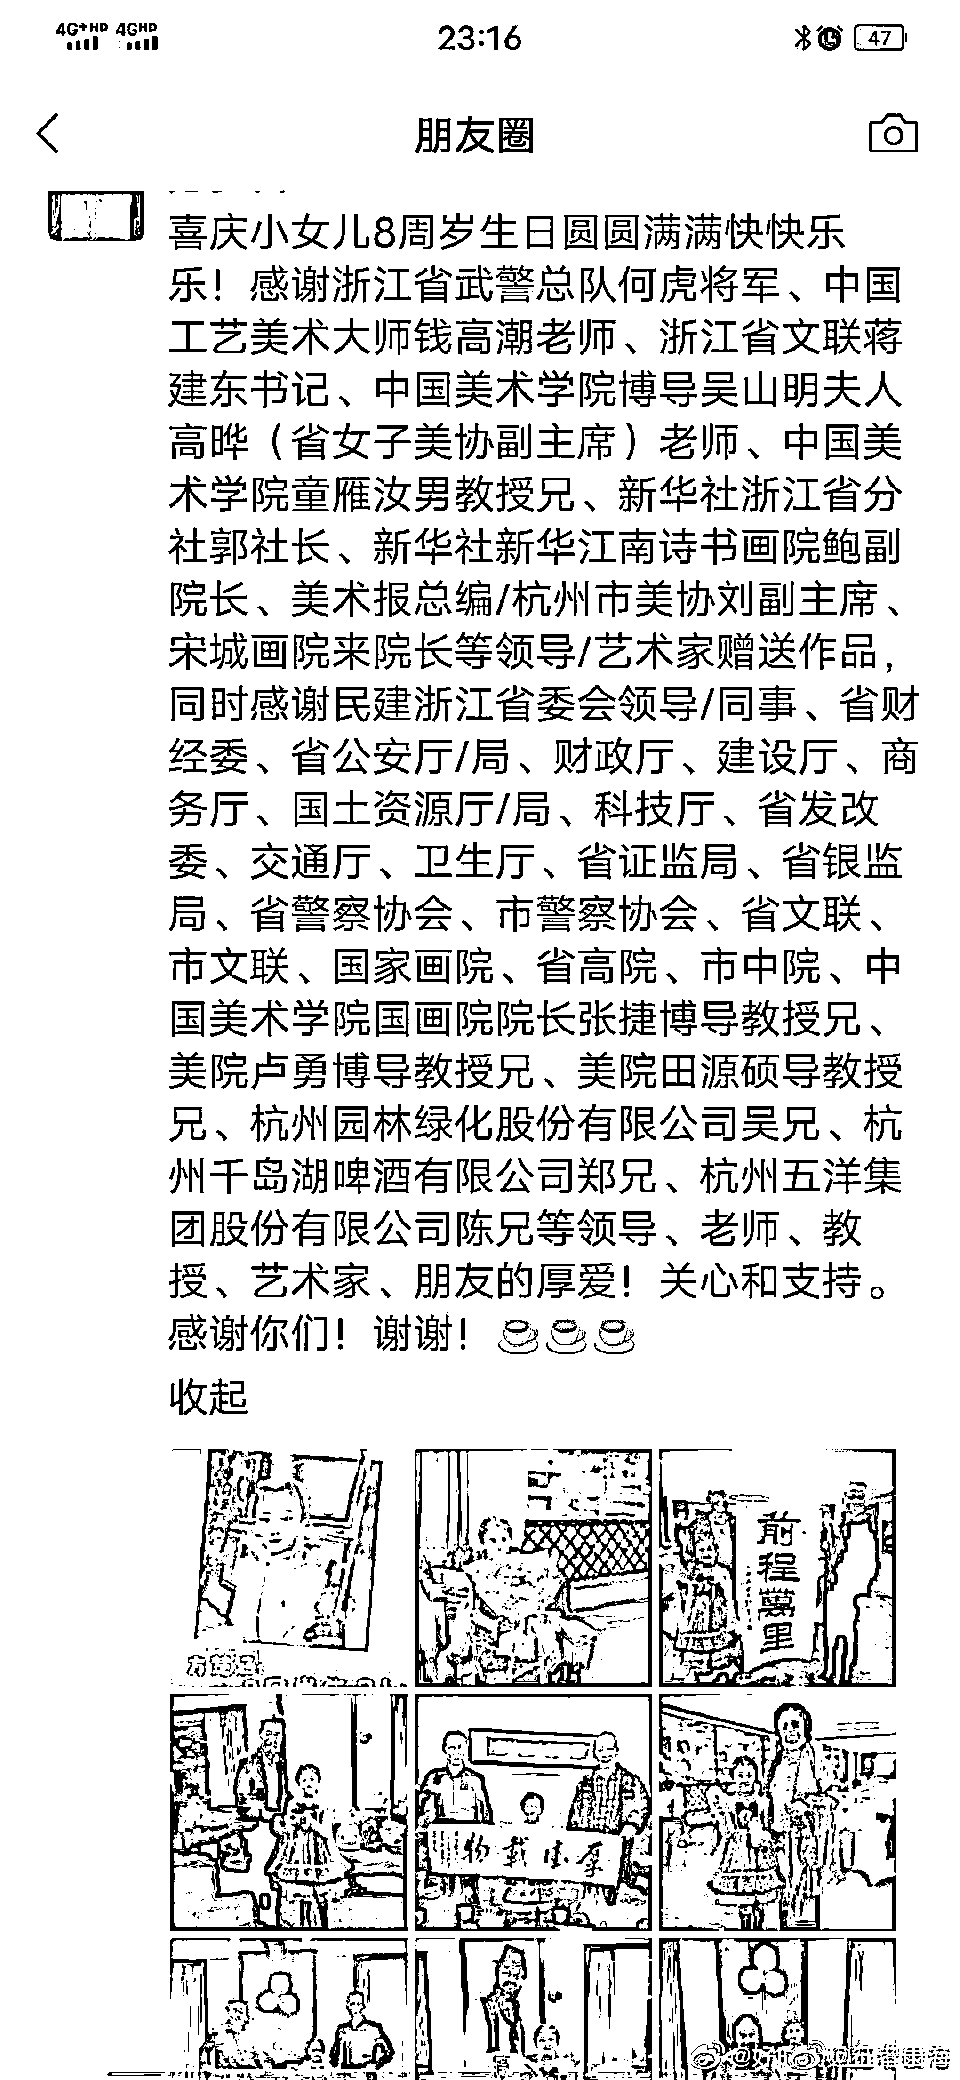 4G+HD 4GHD
23:16
47
朋友圈
喜庆小女儿8周岁生日圆圆满满快快乐
乐！感谢浙江省武警总队何虎将军、中国
工艺美术大师钱高潮老师、浙江省文联蒋
建东书记、中国美术学院博导吴山明夫人
高晔（省女子美协副主席）老师、中国美
术学院童雁汝男教授兄、新华社浙江省分
社郭社长、新华社新华江南诗书画院鲍副
院长、美术报总编/杭州市美协刘副主席、
宋城画院来院长等领导/艺术家赠送作品，
同时感谢民建浙江省委会领导/同事、省财
经委、省公安厅/局、财政厅、建设厅、商
务厅、国土资源厅/局、科技厅、省发改
委、交通厅、卫生厅、省证监局、省银监
局、省警察协会、市警察协会、省文联、
市文联、国家画院、省高院、市中院、中
国美术学院国画院院长张捷博导教授兄、
美院卢勇博导教授兄、美院田源硕导教授
兄、杭州园林绿化股份有限公司吴兄、杭
州千岛湖啤酒有限公司郑兄、杭州五洋集
团股份有限公司陈兄等领导、老师、教
授、艺术家、朋友的厚爱！关心和支持。
感谢你们！谢谢！
收起
前程萬里
物載德厚